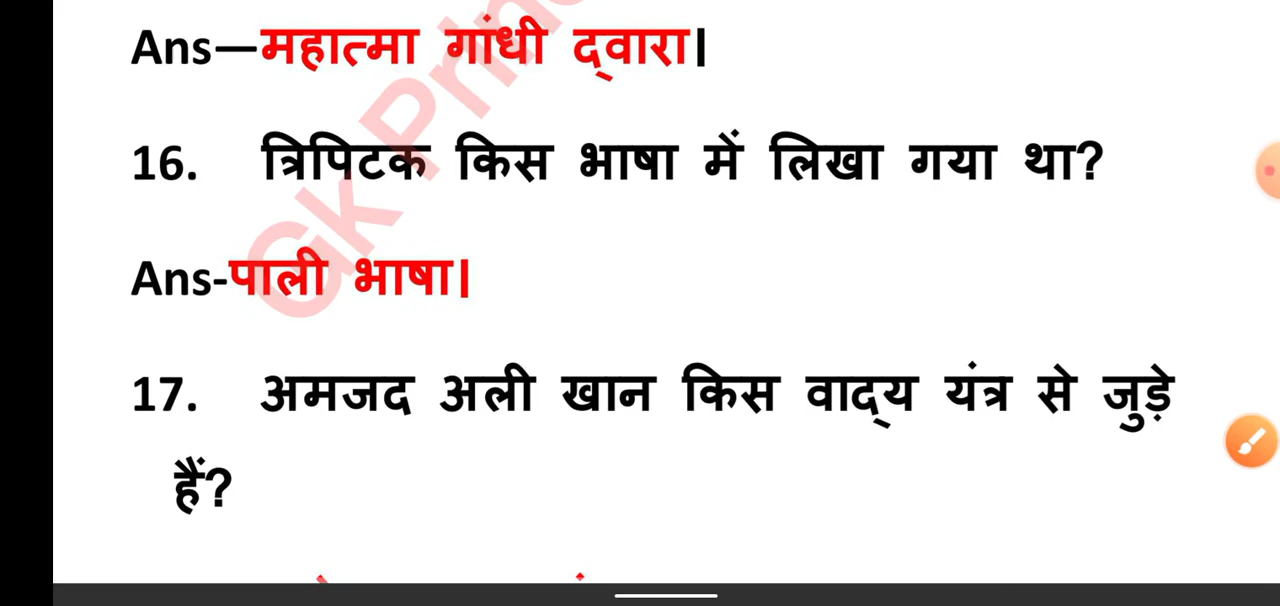 Ans—महात्मा गांधी द्वारा।
16. त्रिपिटक किस भाषा में लिखा गया था?
Ans-पाली भाषा।
17. अमजद अली खान किस वाद्य यंत्र से जुड़े
हैं?